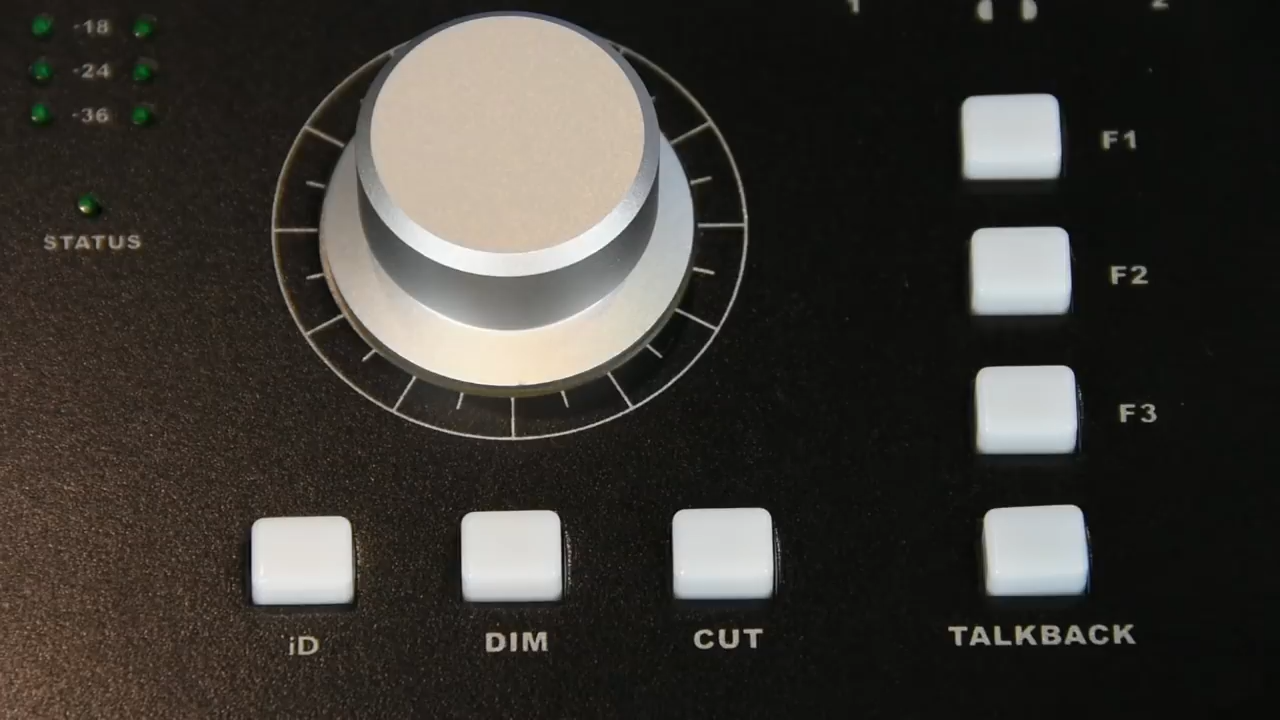 1 2
-18
-24
-36
STATUS
F1
F2
F3
iD DIM CUT TALKBACK